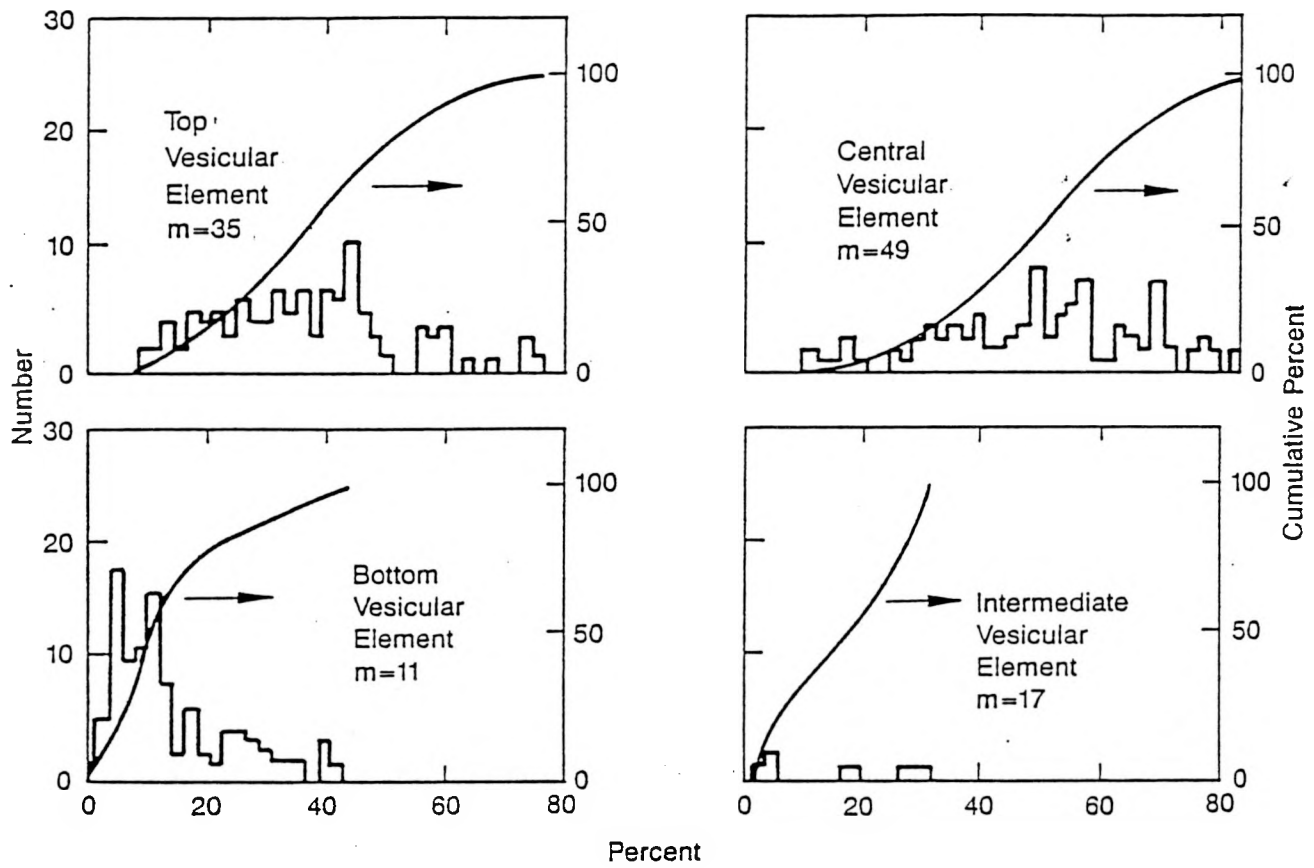 30
20
10
0
Top
Vesicular
Element
m=35
100
50
0
Central
Vesicular
Element
m=49
100
50
0
Number
Cumulative Percent
30
20
10
0
Bottom
Vesicular
Element
m=11
100
50
0
0
20
40
60
80
Intermediate
Vesicular
Element
m=17
100
50
0
0
20
40
60
80
Percent